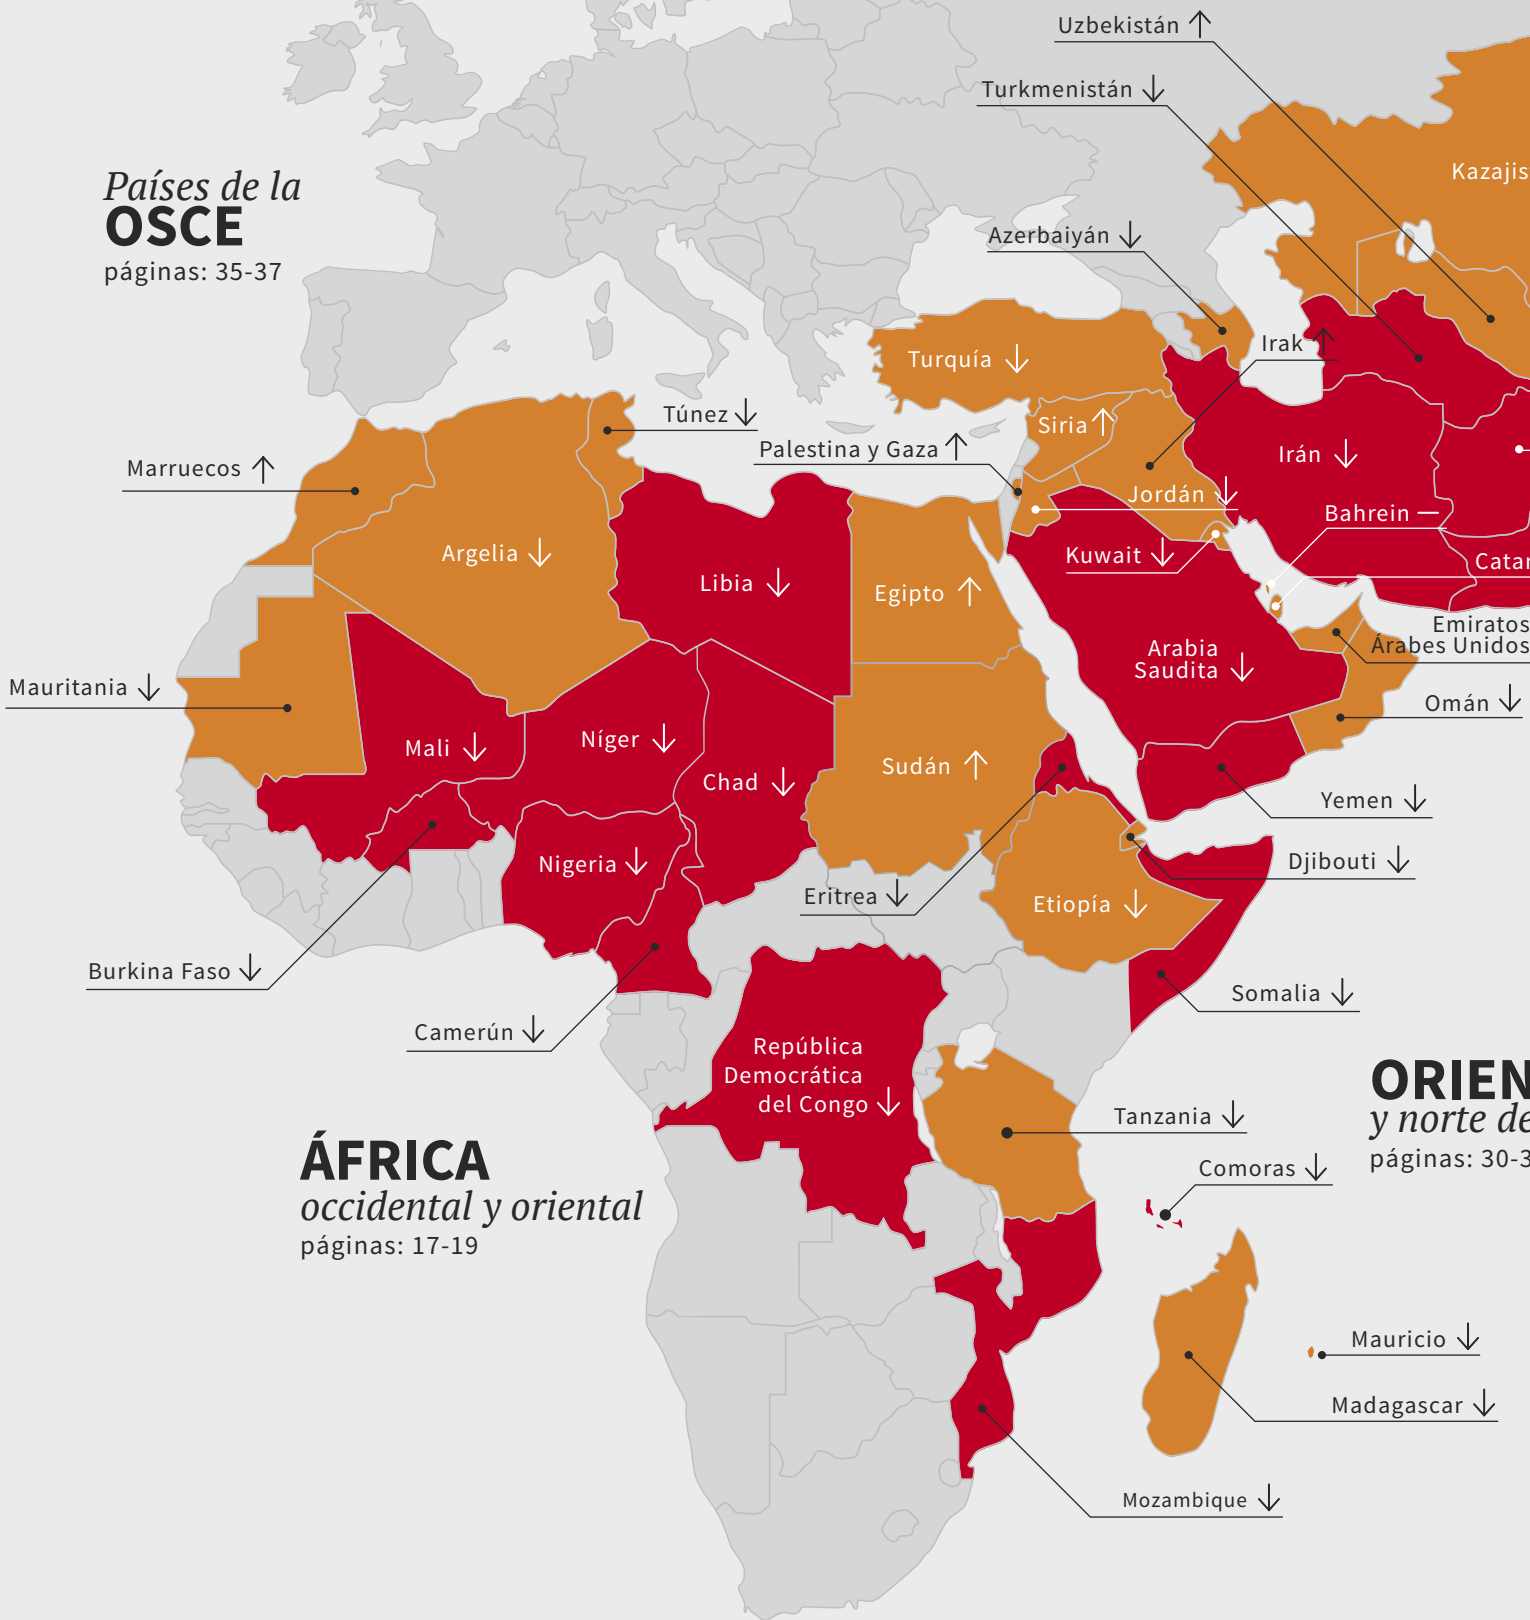 Uzbekistán ↑
Turkmenistán ↓
Kazajis
Países de la
OSCE
páginas: 35-37
Azerbaiyán ↓
Irak ↑
Turquía ↓
Túnez ↓
Siria ↑
Palestina y Gaza ↑
Irán ↓
Marruecos ↑
Jordán ↓
Bahrein —
Argelia ↓
Kuwait ↓
Catar
Libia ↓
Egipto ↑
Emiratos
Árabes Unidos
Arabia
Saudita ↓
Mauritania ↓
Omán ↓
Mali ↓
Níger ↓
Chad ↓
Sudán ↑
Yemen ↓
Nigeria ↓
Djibouti ↓
Eritrea ↓
Etiopía ↓
Burkina Faso ↓
Somalia ↓
Camerún ↓
República
Democrática
del Congo ↓
ORIEN
y norte de
páginas: 30-3
Tanzania ↓
ÁFRICA
occidental y oriental
páginas: 17-19
Comoras ↓
Mauricio ↓
Madagascar ↓
Mozambique ↓